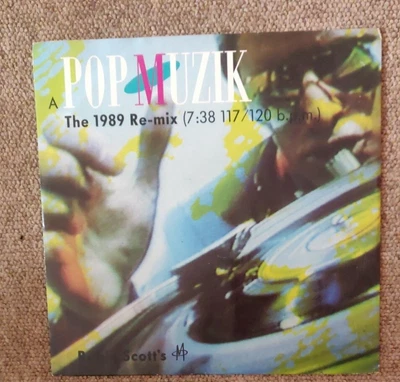 A POP MUZIK
The 1989 Re-mix (7:38 117/120 b.p.m.)
Scott's M